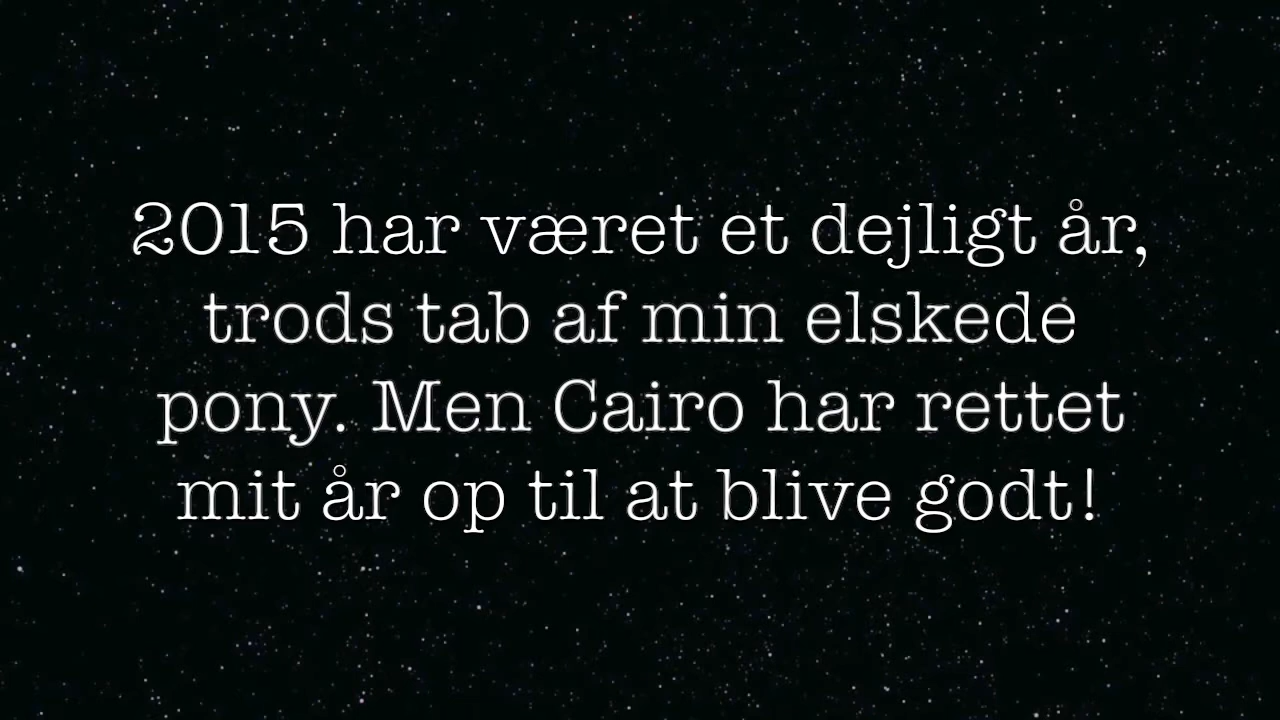 2015 har været et dejligt år,
trods tab af min elskede
pony. Men Cairo har rettet
mit år op til at blive godt!